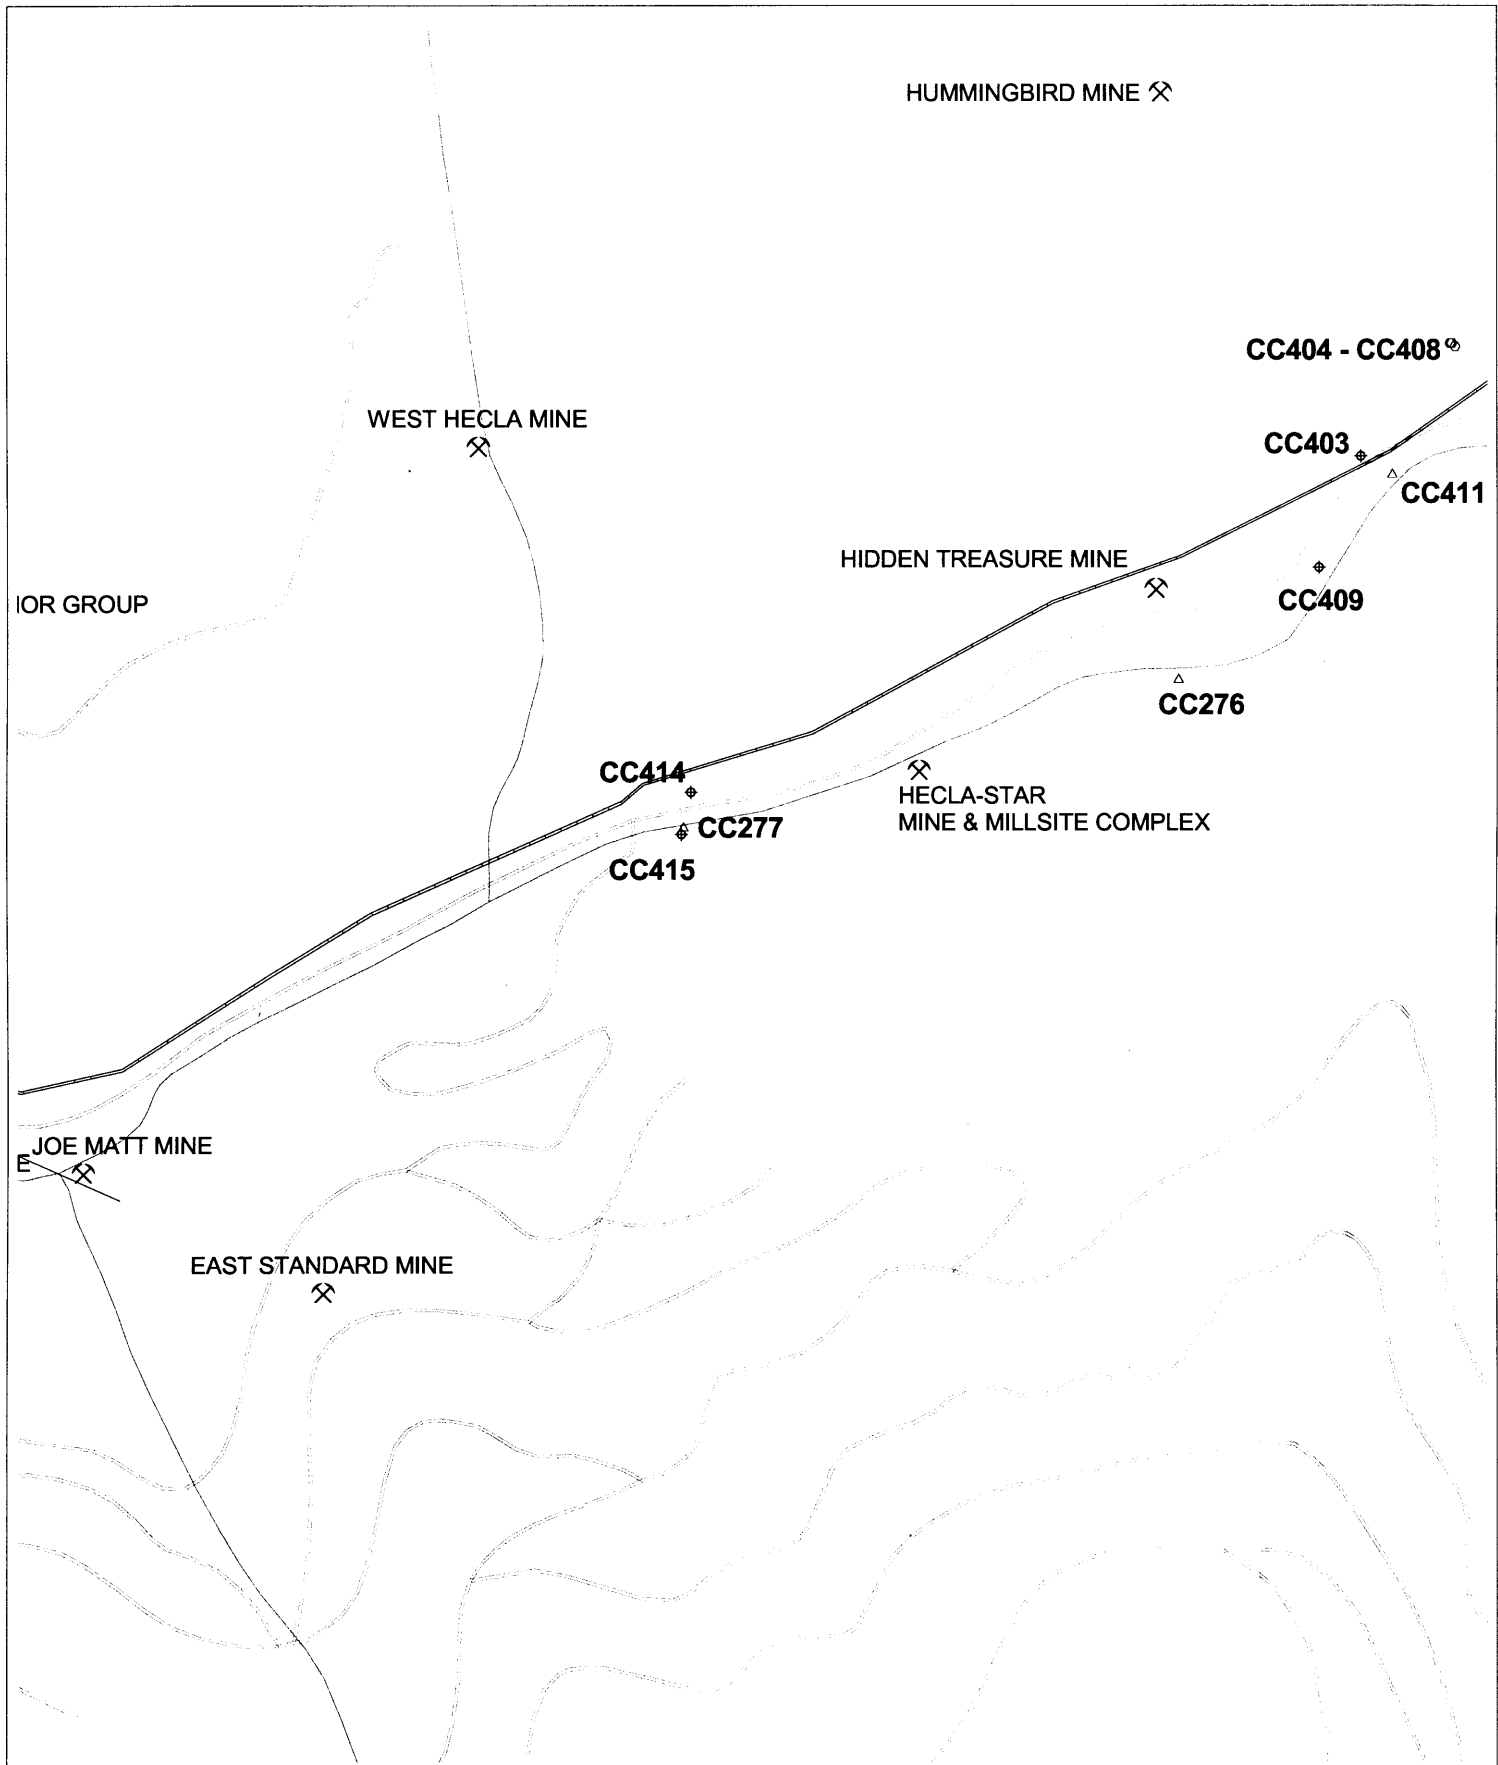 HUMMINGBIRD MINE
CC404 - CC408
WEST HECLA MINE
CC403
CC411
HIDDEN TREASURE MINE
IOR GROUP
CC409
CC276
CC414
HECLA-STAR
MINE & MILLSITE COMPLEX
CC277
CC415
JOE MATT MINE
E
EAST STANDARD MINE